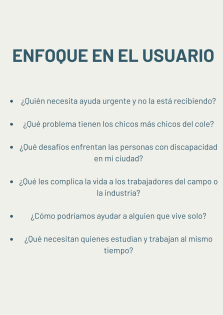 ENFOQUE EN EL USUARIO
• ¿Quién necesita ayuda urgente y no la está recibiendo?
• ¿Qué problema tienen los chicos más chicos del cole?
• ¿Qué desafíos enfrentan las personas con discapacidad
en mi ciudad?
• ¿Qué les complica la vida a los trabajadores del campo o
la industria?
• ¿Cómo podríamos ayudar a alguien que vive solo?
• ¿Qué necesitan quienes estudian y trabajan al mismo
tiempo?